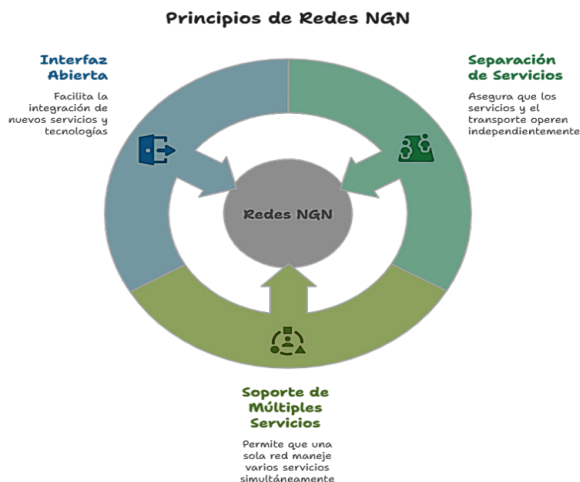 Principios de Redes NGN
Interfaz
Abierta
Facilita la
integración de
nuevos servicios y
tecnologías
Separación
de Servicios
Asegura que los
servicios y el
transporte operen
independientemente
Redes NGN
Soporte de
Múltiples
Servicios
Permite que una
sola red maneje
varios servicios
simultáneamente